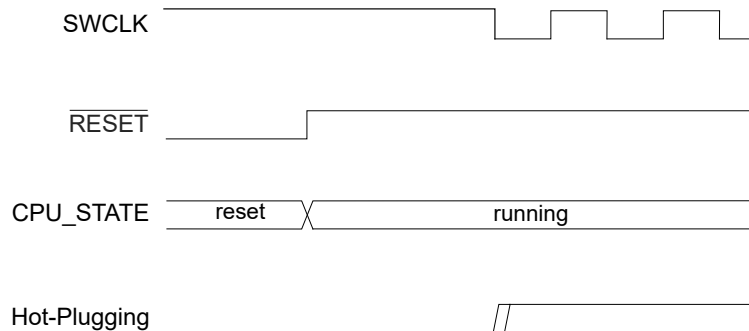 SWCLK
RESET
CPU_STATE reset running
Hot-Plugging